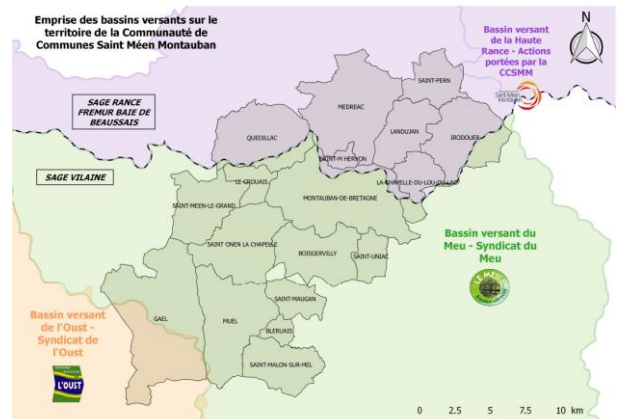 Emprise des bassins versants sur le
territoire de la Communauté de
Communes Saint Méen Montauban
Bassin versant
de la Haute
Rance - Actions
portées par la
CCSMM
N
SAGE RANCE
FREMUR BAIE DE
BEAUSSAIS
SAGE VILAINE
SAINT-PERN
MEDREAC
QUEDILLAC
LANDUJAN
IRODOUER
SAINT-M HERVON
LA-CHAPELLE-DU-LOU-DU-LAC
LE-CROUAIS
SAINT-MEEN-LE-GRAND
MONTAUBAN-DE-BRETAGNE
SAINT ONEN LA CHAPELLE
BOISGERVILLY
SAINT-UNIAC
SAINT-MAUGAN
GAEL
MUEL
BLERUAIS
SAINT-MALON-SUR-MEL
Bassin versant du
Meu - Syndicat du
Meu
LE MEU
Bassin versant
de l'Oust -
Syndicat de
l'Oust
L'OUST
0 2.5 5 7.5 10 km